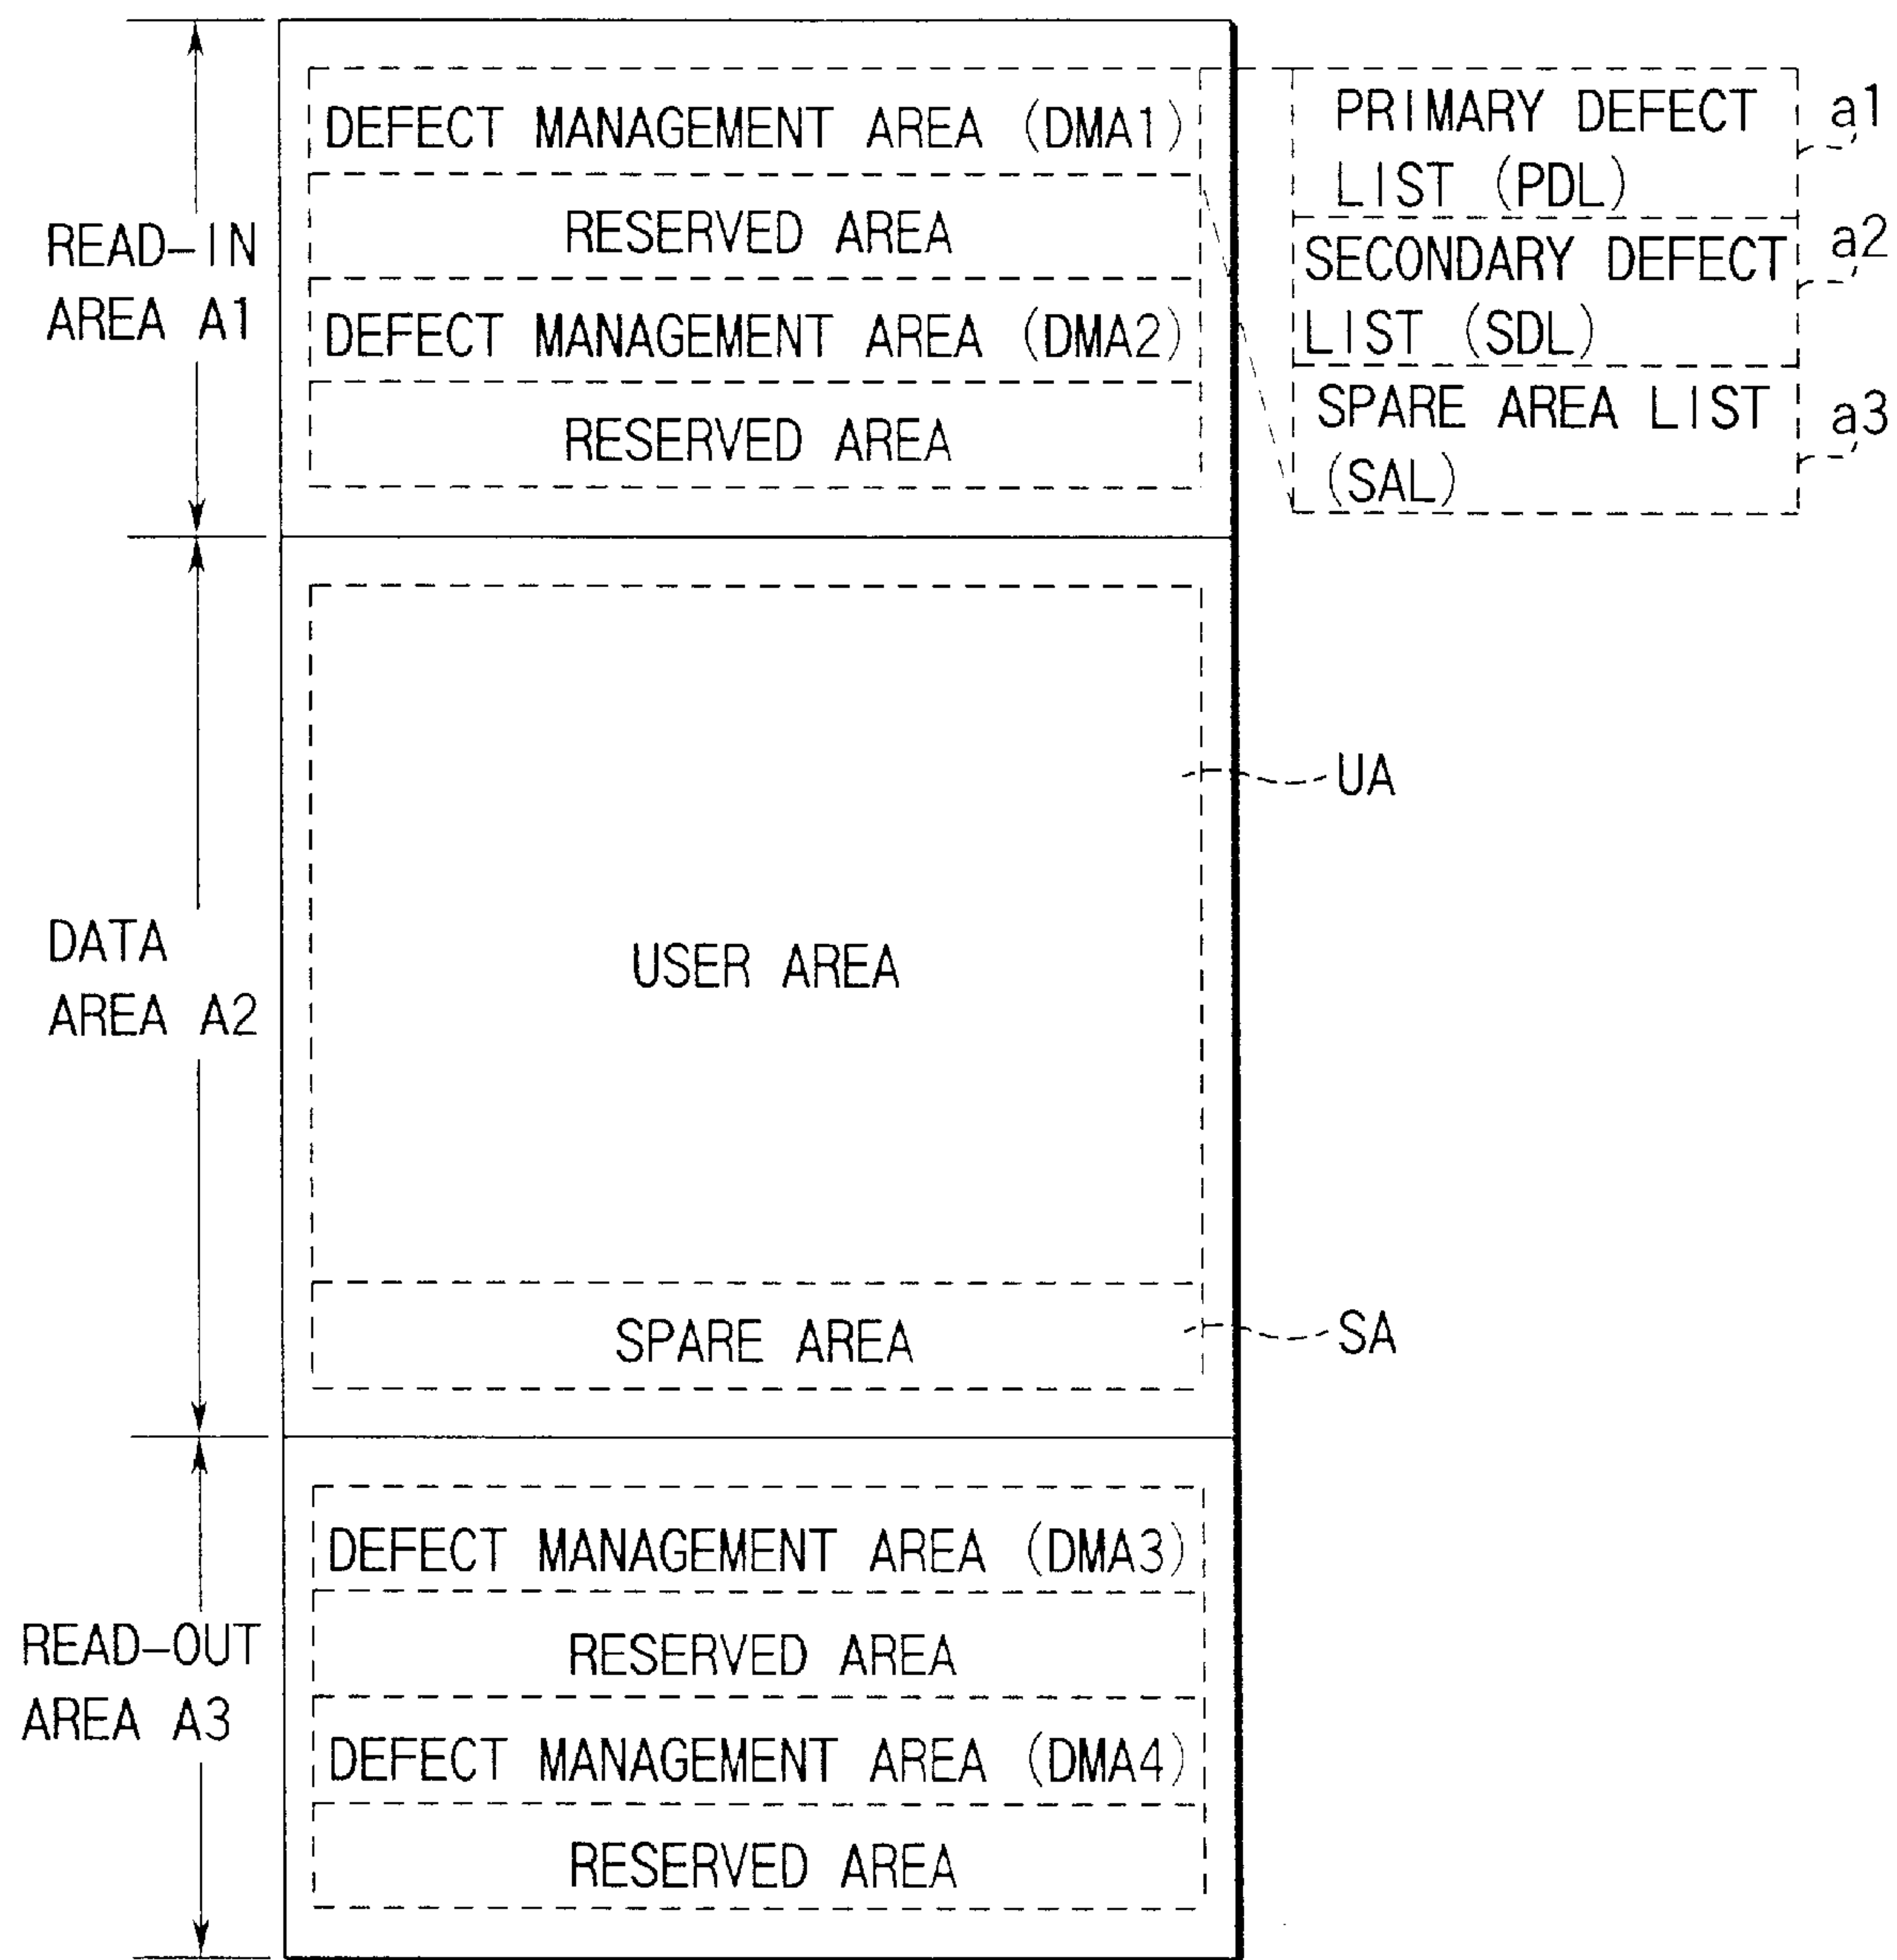 READ-IN
AREA A1
DEFECT MANAGEMENT AREA (DMA1)
RESERVED AREA
DEFECT MANAGEMENT AREA (DMA2)
RESERVED AREA
PRIMARY DEFECT
LIST (PDL)
a1
SECONDARY DEFECT
LIST (SDL)
a2
SPARE AREA LIST
(SAL)
a3
DATA
AREA A2
USER AREA
UA
SPARE AREA
SA
READ-OUT
AREA A3
DEFECT MANAGEMENT AREA (DMA3)
RESERVED AREA
DEFECT MANAGEMENT AREA (DMA4)
RESERVED AREA